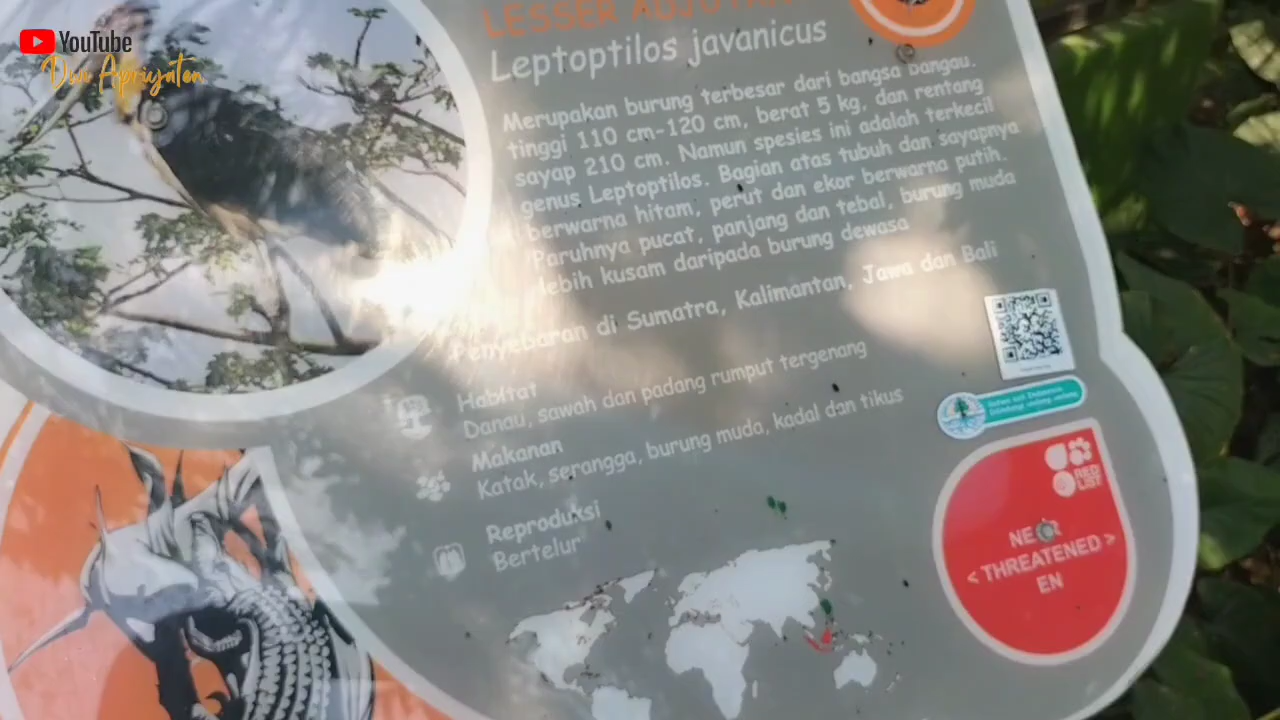 YouTube
Dwi Apriyaton
LESSER ADJUTAN
Leptoptilos javanicus
Merupakan burung terbesar dari bangsa bangau.
tinggi 110 cm-120 cm, berat 5 kg, dan rentang
sayap 210 cm. Namun spesies ini adalah terkecil
genus Leptoptilos. Bagian atas tubuh dan sayapnya
berwarna hitam, perut dan ekor berwarna putih.
Paruhnya pucat, panjang dan tebal, burung muda
lebih kusam daripada burung dewasa
Penyebaran di Sumatra, Kalimantan, Jawa dan Bali
Habitat
Danau, sawah dan padang rumput tergenang
Makanan
Katak, serangga, burung muda, kadal dan tikus
Reproduksi
Bertelur
RED
LIST
NEAR
< THREATENED >
EN